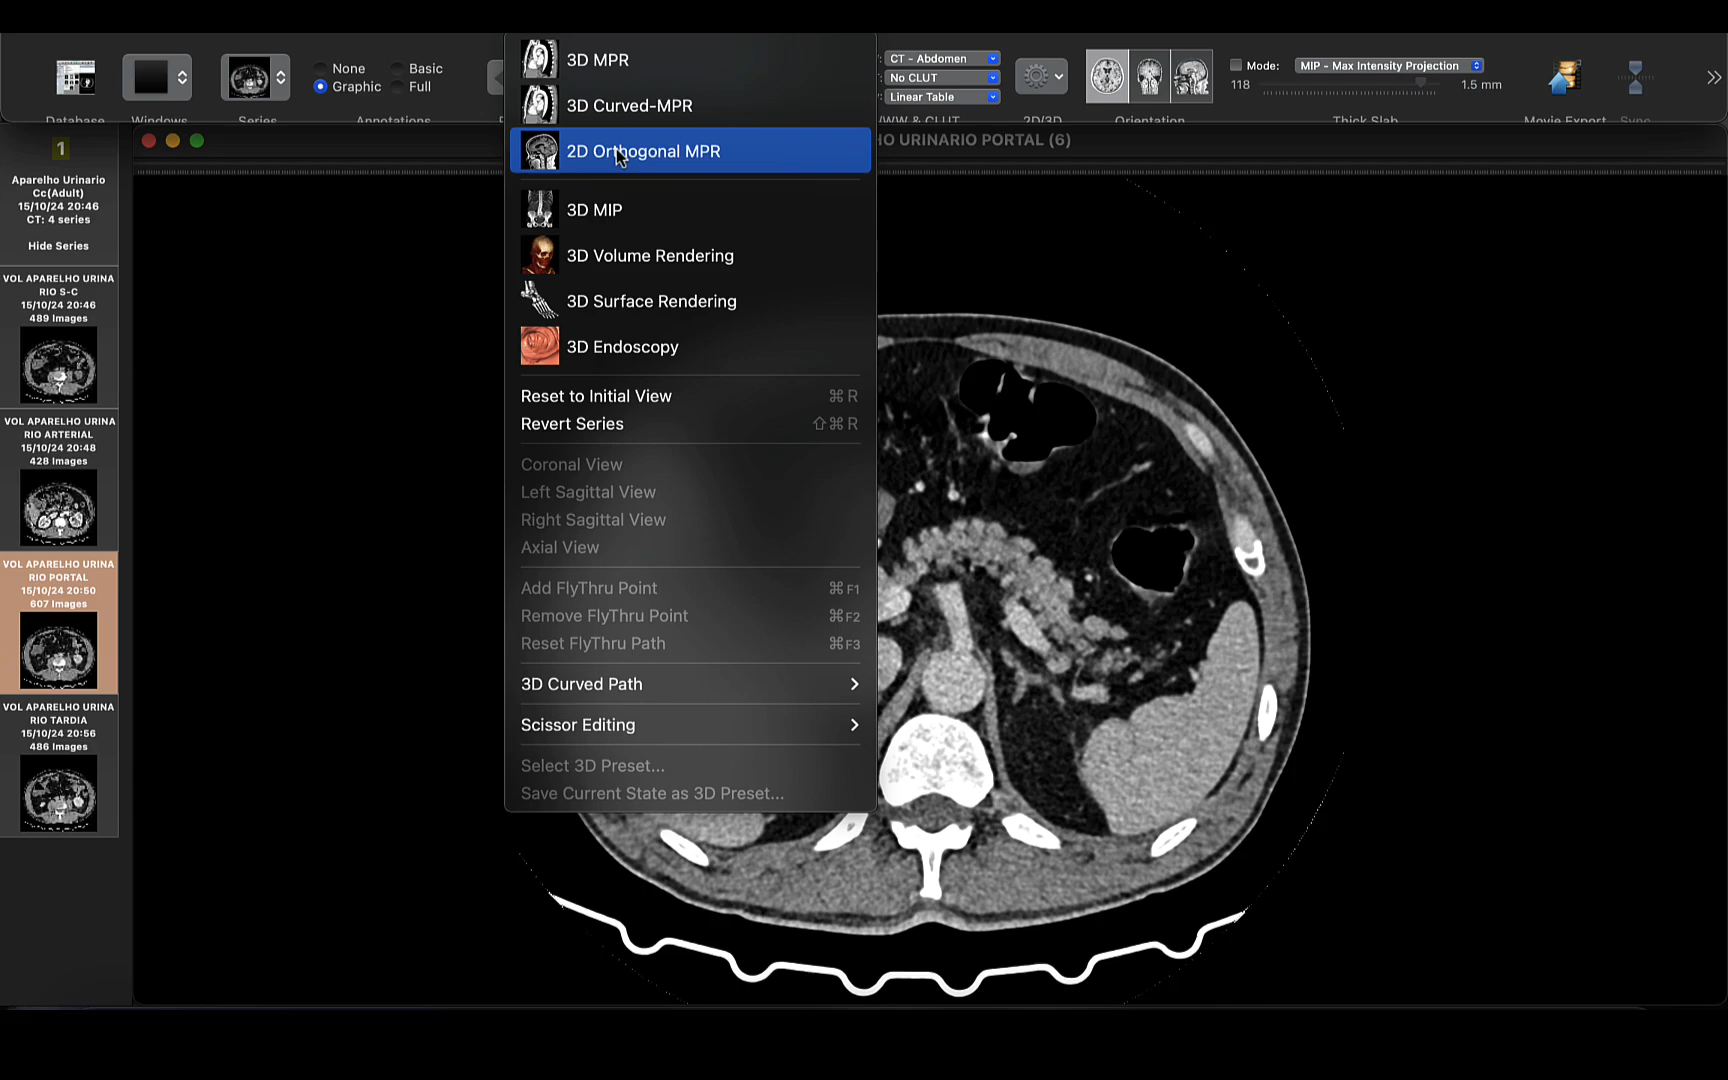 None
Basic
Graphic
Full
Database
Windows
Series
Annotations
CT - Abdomen
No CLUT
Linear Table
WW & CLUT
2D/3D
Orientation
Mode:
MIP - Max Intensity Projection
118
1.5 mm
Thick Slab
Movie Export
Sync
3D MPR
3D Curved-MPR
2D Orthogonal MPR
3D MIP
3D Volume Rendering
3D Surface Rendering
3D Endoscopy
Reset to Initial View ⌘ R
Revert Series ⇧⌘ R
Coronal View
Left Sagittal View
Right Sagittal View
Axial View
Add FlyThru Point ⌘F1
Remove FlyThru Point ⌘F2
Reset FlyThru Path ⌘F3
3D Curved Path
Scissor Editing
Select 3D Preset...
Save Current State as 3D Preset...
URINARIO PORTAL (6)
1
Aparelho Urinario
Cc(Adult)
15/10/24 20:46
CT: 4 series
Hide Series
VOL APARELHO URINA
RIO S-C
15/10/24 20:46
489 Images
VOL APARELHO URINA
RIO ARTERIAL
15/10/24 20:48
428 Images
VOL APARELHO URINA
RIO PORTAL
15/10/24 20:50
607 Images
VOL APARELHO URINA
RIO TARDIA
15/10/24 20:56
486 Images